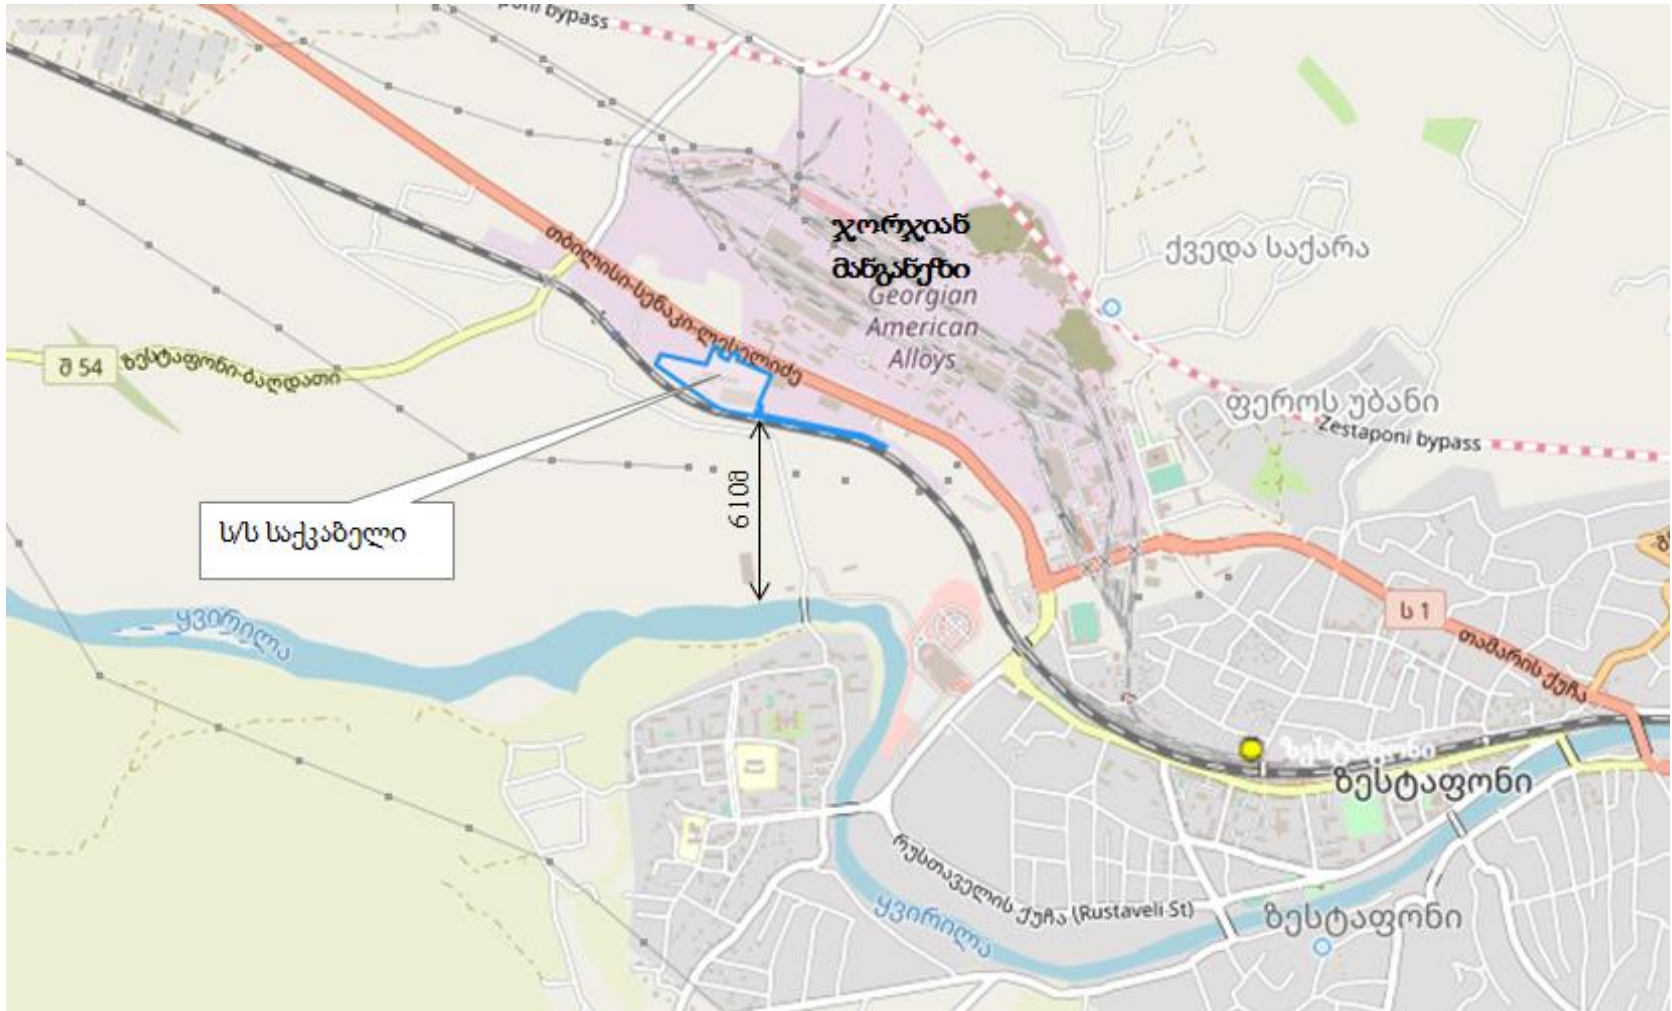 bypass
ჯორჯიან
მანგანეზი
Georgian
American
Alloys
ქვედა საქარა
თბილისი-სენაკი-ლესელიძე
შ 54
ზესტაფონი-ბაღდათი
ფეროს უბანი
Zestaponi bypass
ს/ს საქკაბელი
610მ
ს 1
თამარის ქუჩა
ყვირილა
ზესტაფონი
ზესტაფონი
რუსთაველის ქუჩა (Rustaveli St)
ყვირილა
ზესტაფონი